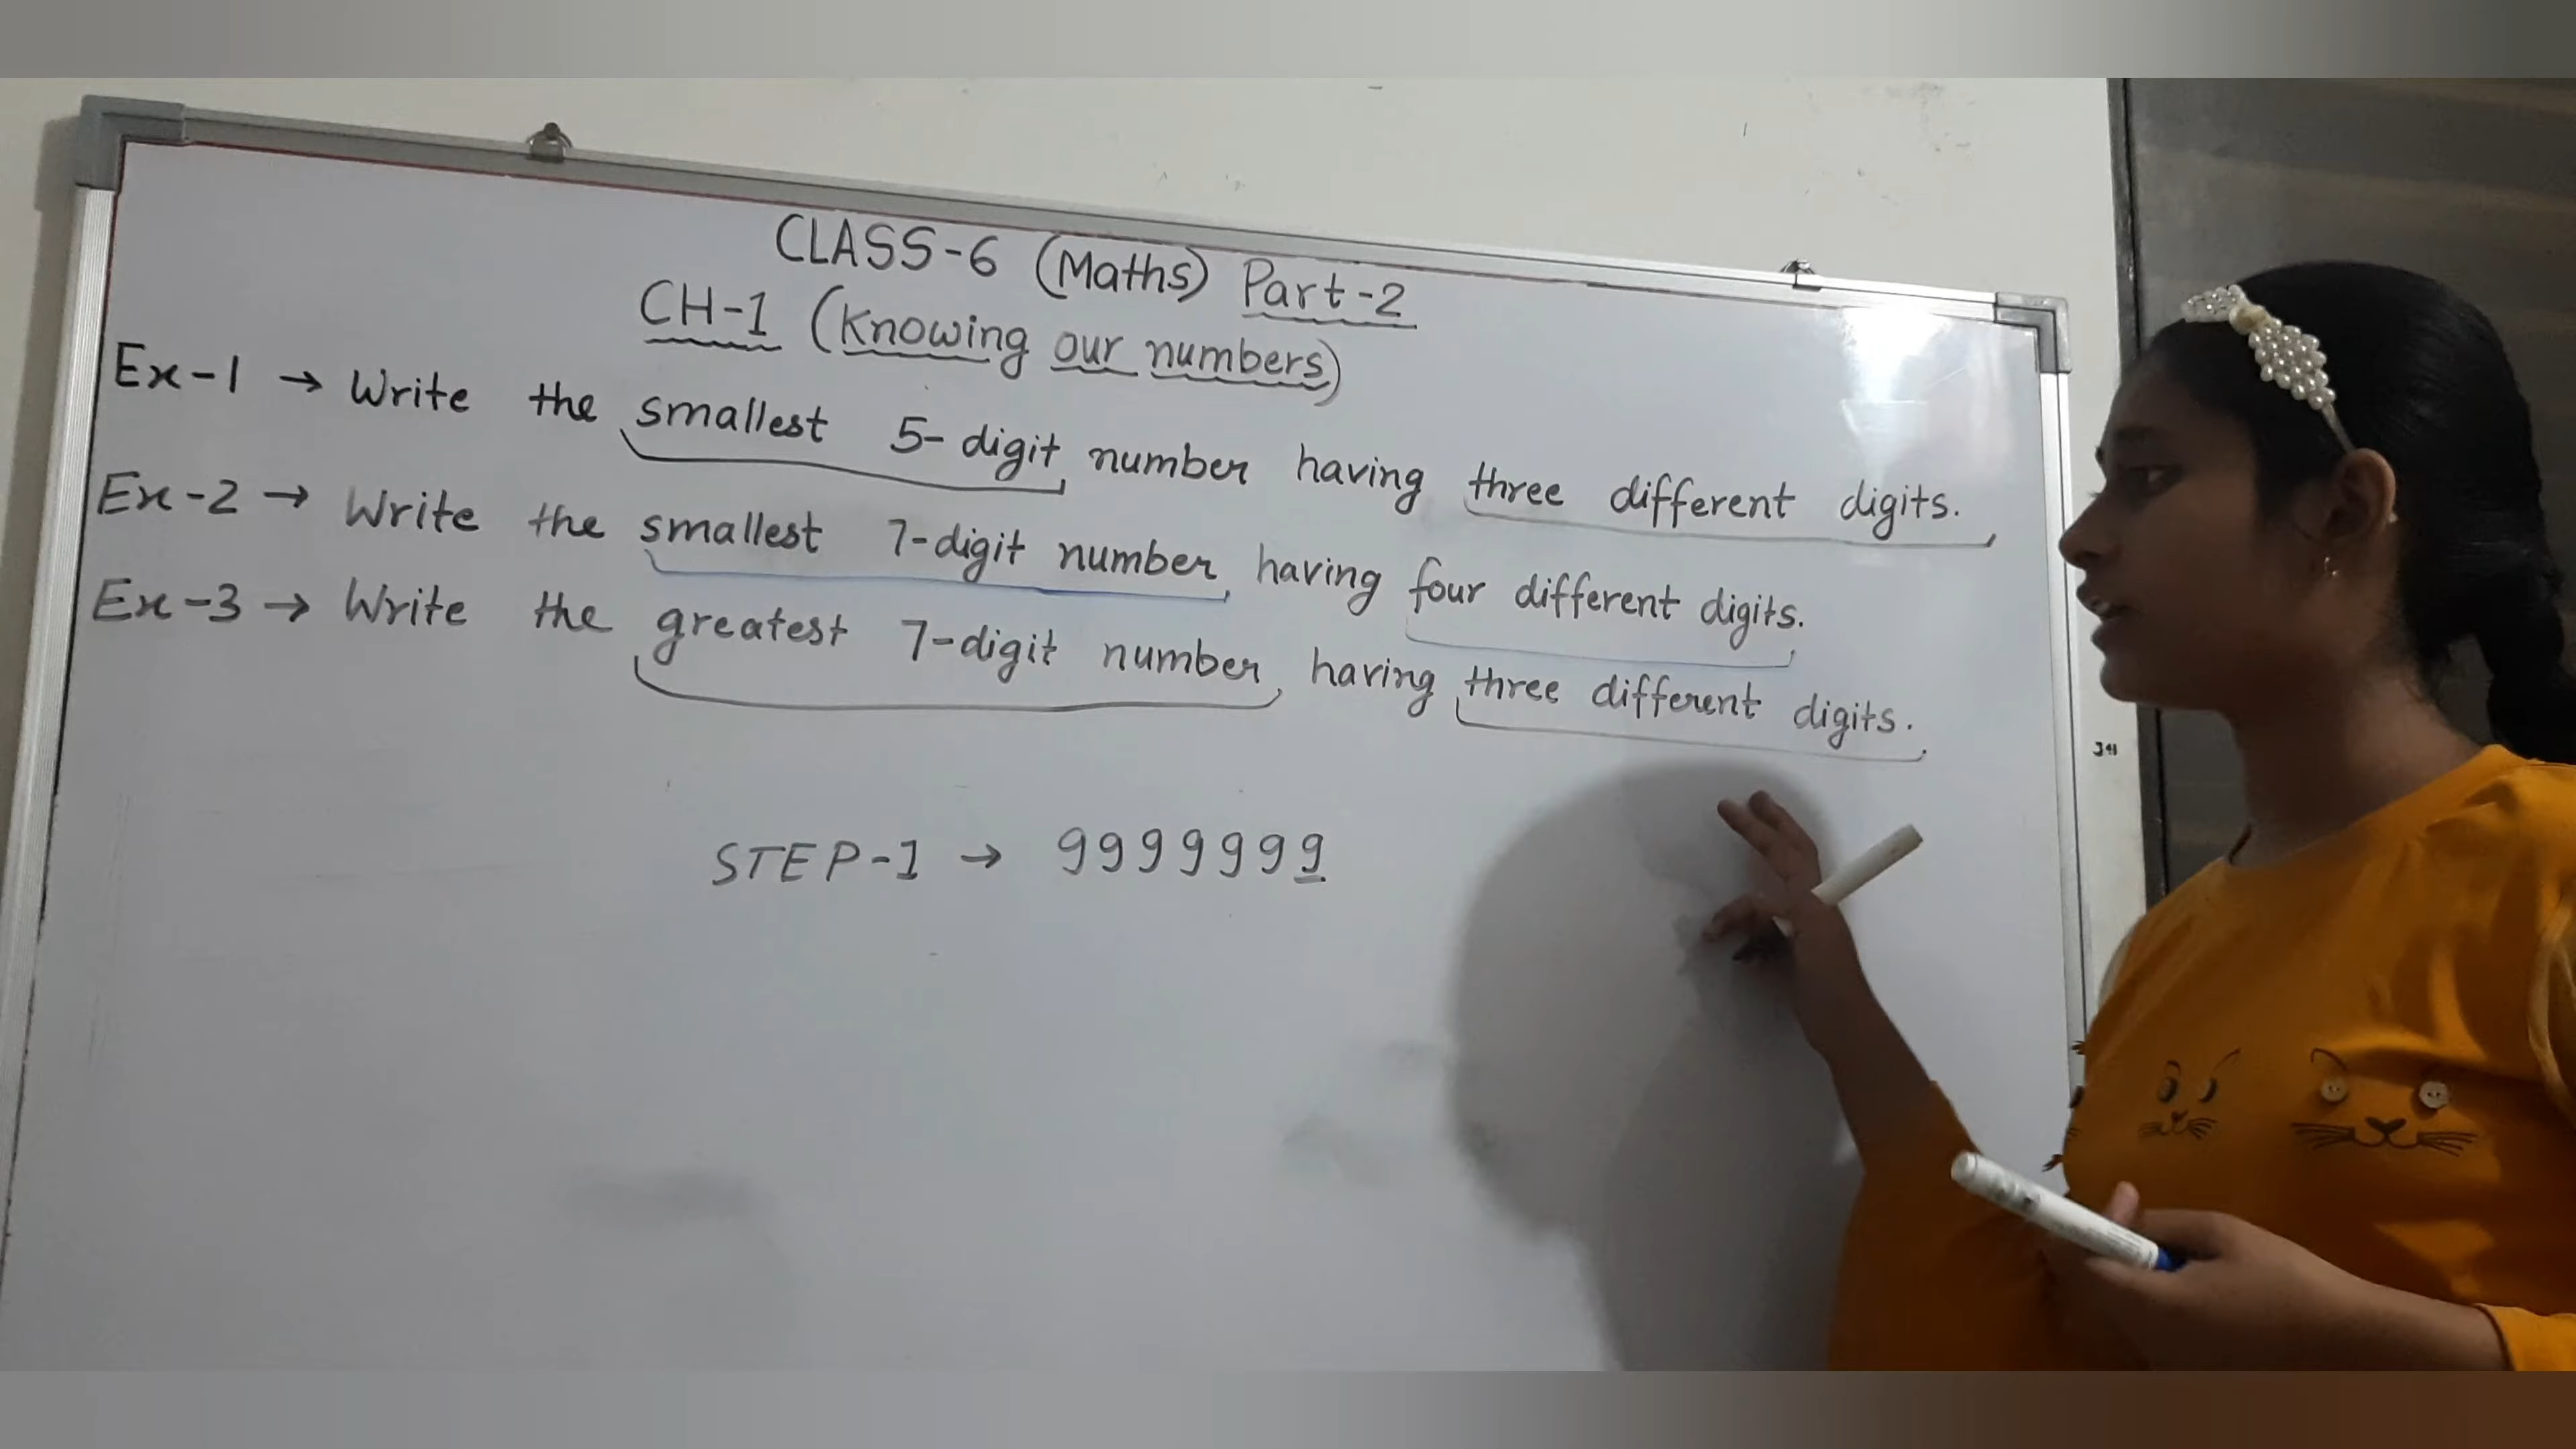 CLASS-6 (Maths) Part-2
CH-1 (Knowing our numbers)
Ex-1 → Write the smallest 5-digit number having three different digits.
Ex-2 → Write the smallest 7-digit number, having four different digits.
Ex-3 → Write the greatest 7-digit number, having three different digits.
STEP-1 → 9999999